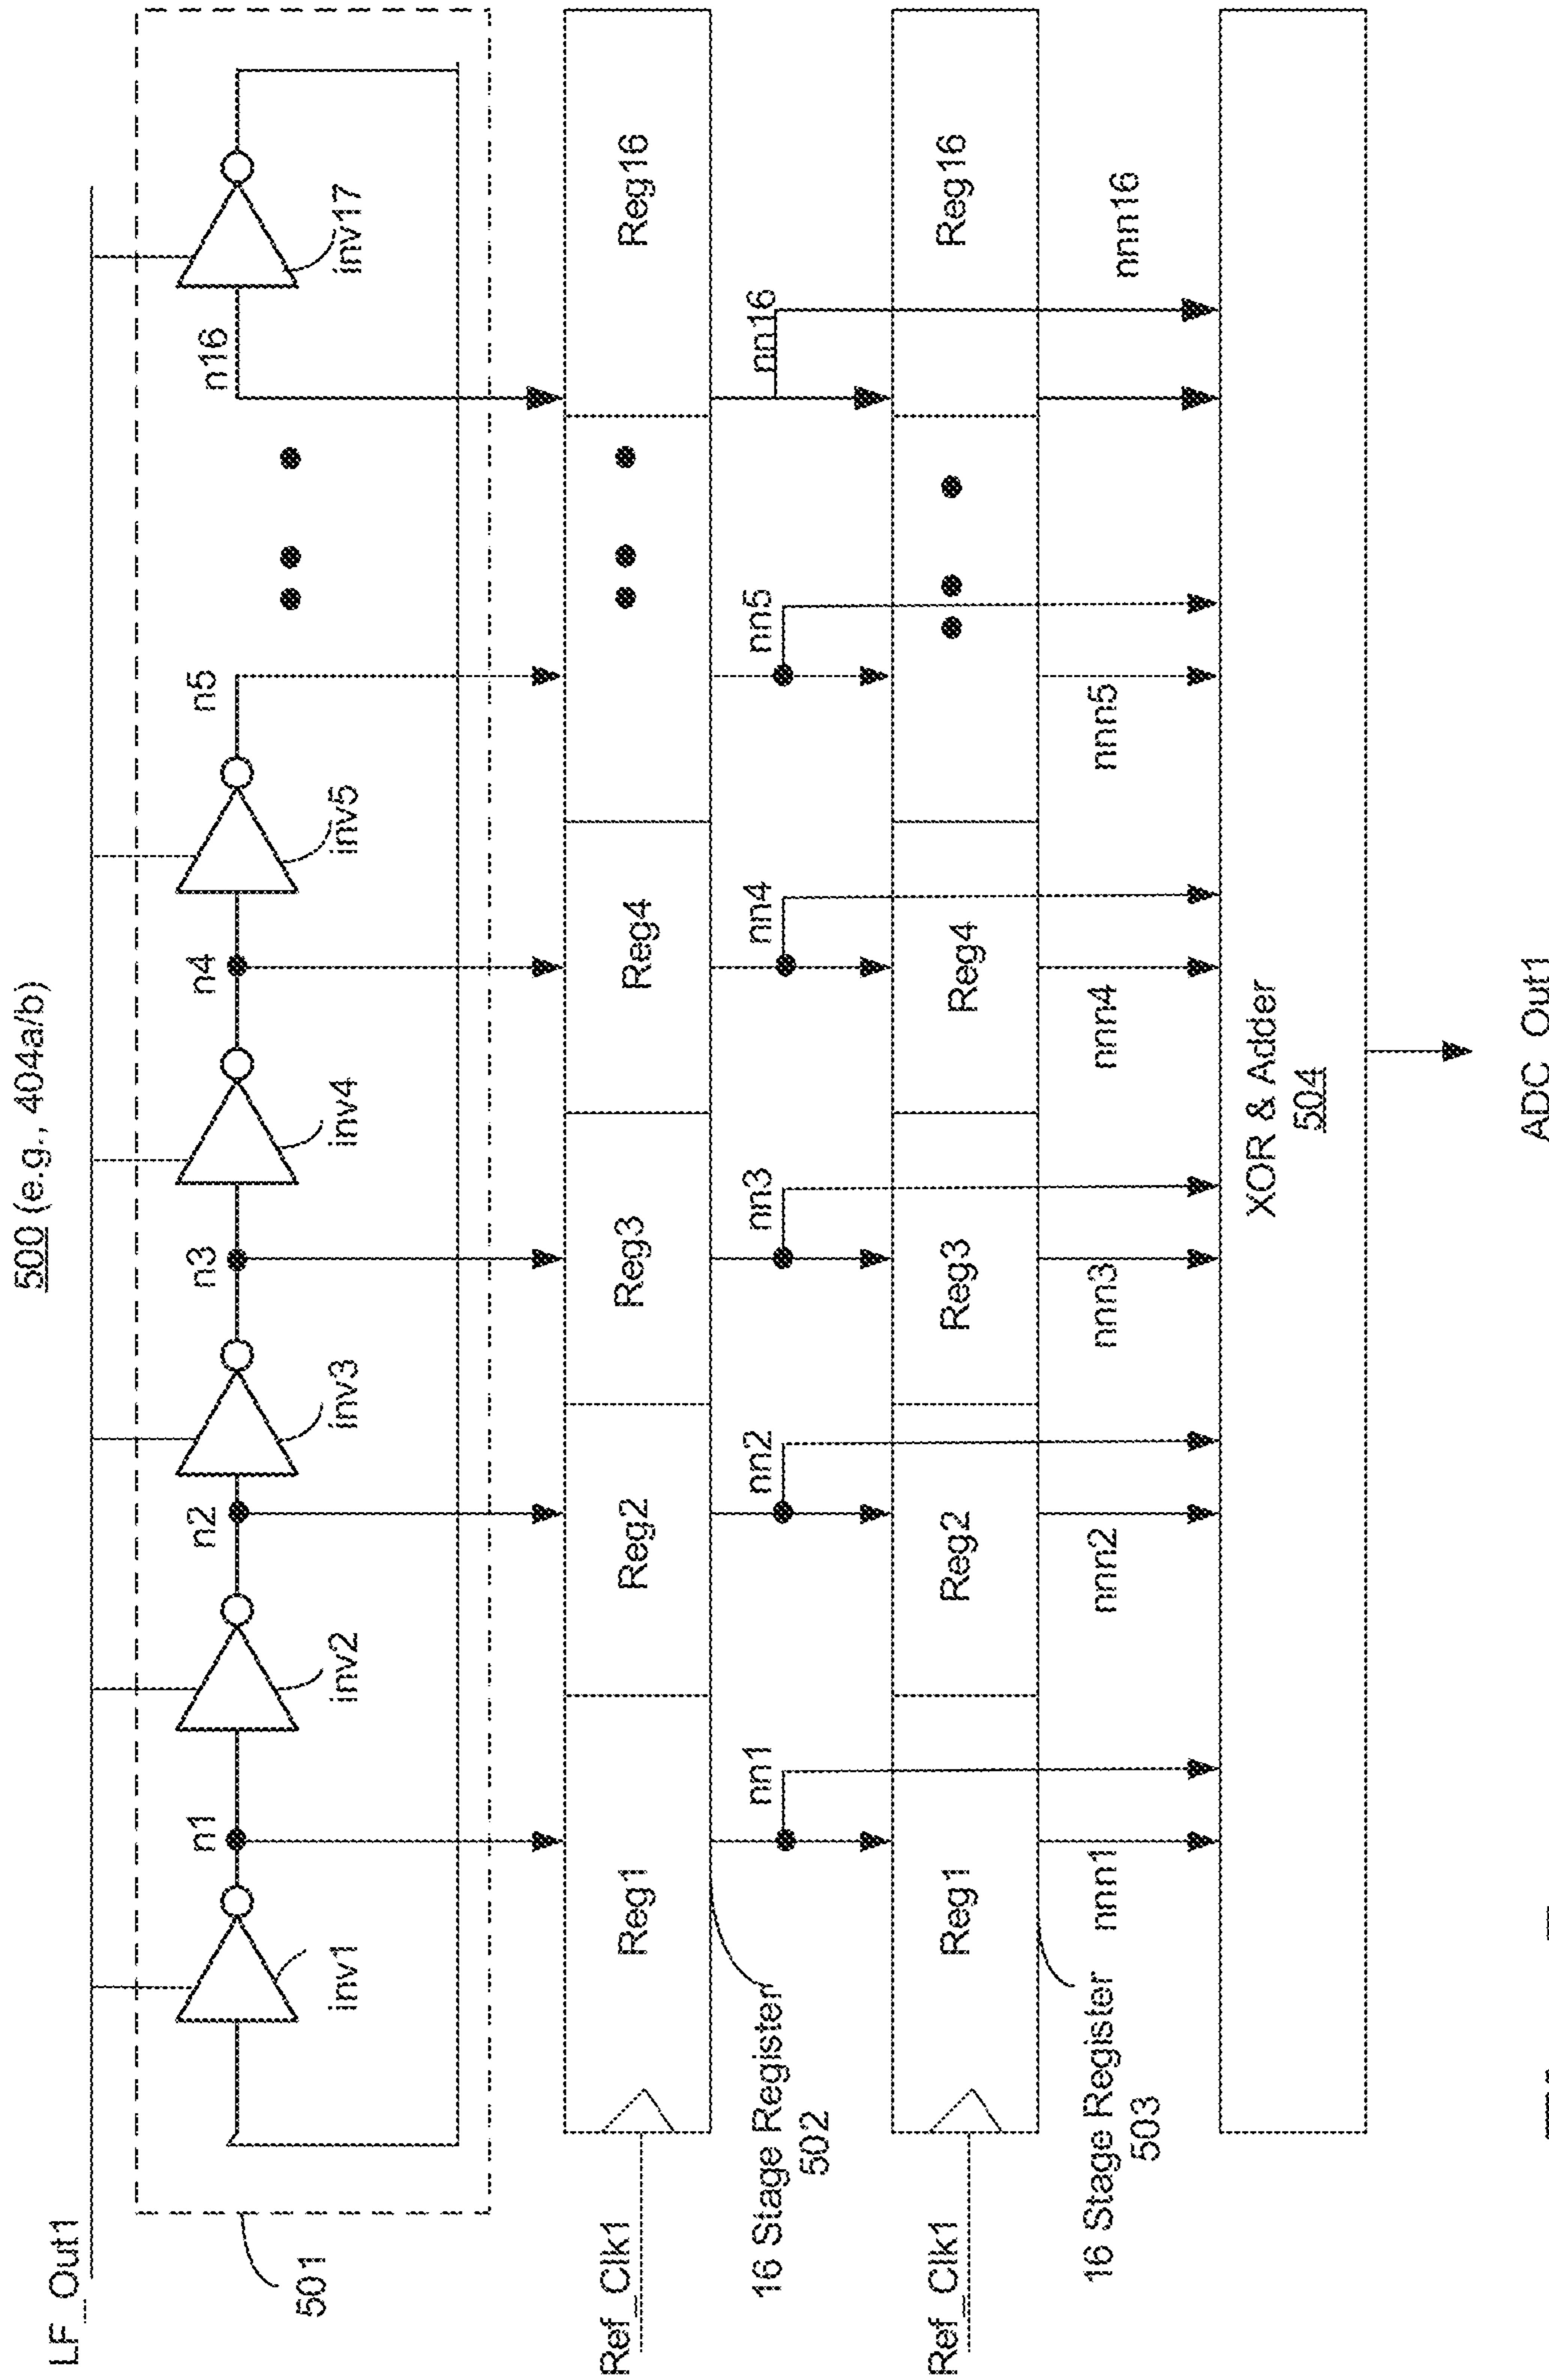 500 (e.g., 404a/b)
LF_Out1
501
n1
n2
n3
n4
n5
n16
inv1
inv2
inv3
inv4
inv5
inv17
Ref_Clk1
Reg1
Reg2
Reg3
Reg4
Reg16
16 Stage Register
502
nn1
nn2
nn3
nn4
nn5
nn16
Ref_Clk1
Reg1
Reg2
Reg3
Reg4
Reg16
16 Stage Register
503
nnn1
nnn2
nnn3
nnn4
nnn5
nnn16
XOR & Adder
504
ADC_Out1